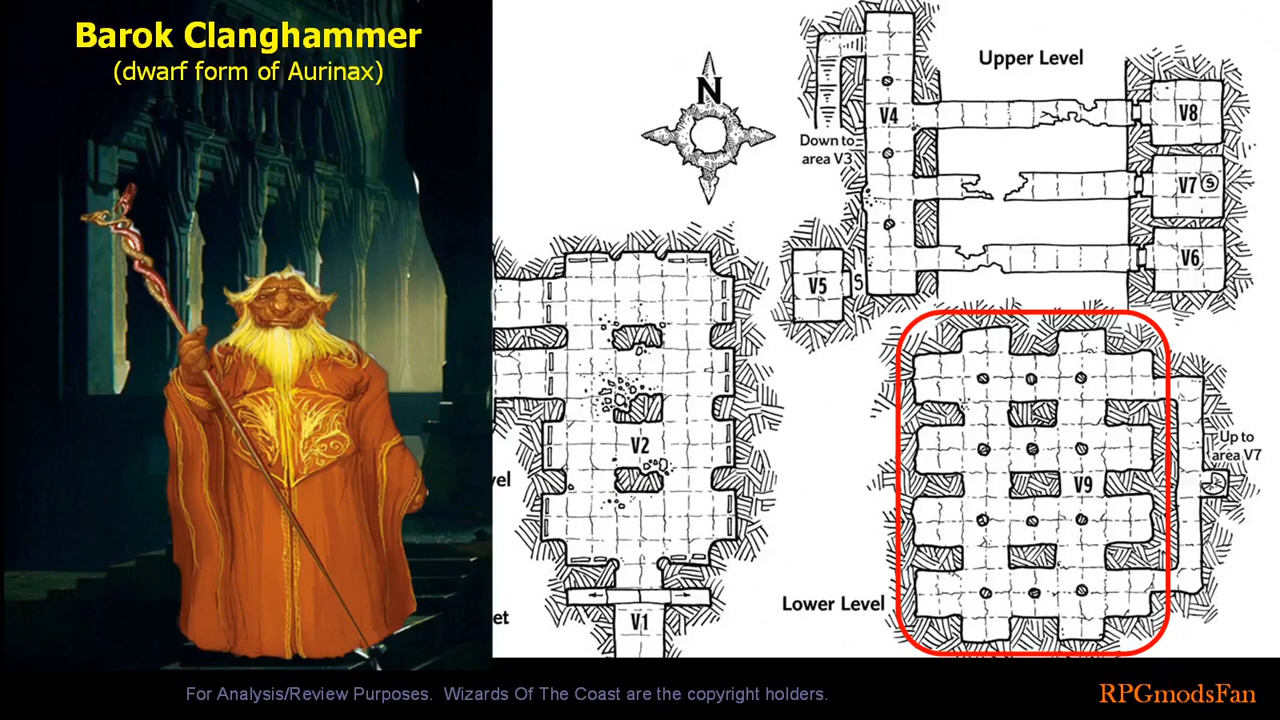 Barok Clanghammer
(dwarf form of Aurinax)
N
Upper Level
V4
V8
Down to
area V3
V7 S
V5
S
V6
V2
V9
Up to
area V7
vel
Lower Level
et
V1
For Analysis/Review Purposes. Wizards Of The Coast are the copyright holders.
RPGmodsFan